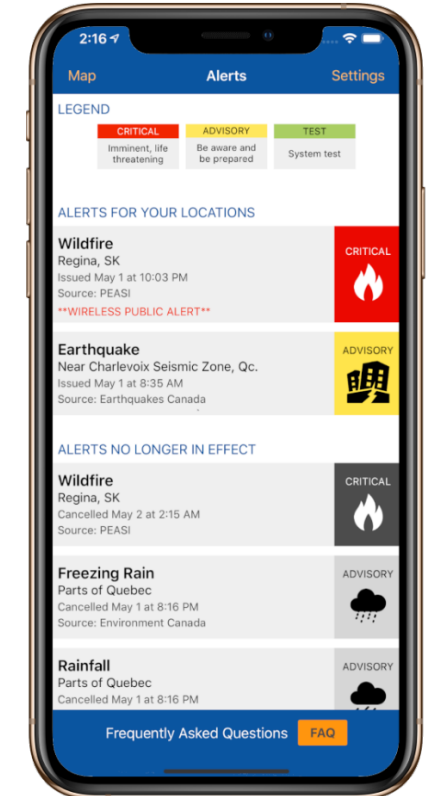 2:16
Map Alerts Settings
LEGEND
CRITICAL ADVISORY TEST
Imminent, life threatening
Be aware and be prepared
System test
ALERTS FOR YOUR LOCATIONS
Wildfire
Regina, SK
Issued May 1 at 10:03 PM
Source: PEASI
**WIRELESS PUBLIC ALERT**
CRITICAL
Earthquake
Near Charlevoix Seismic Zone, Qc.
Issued May 1 at 8:35 AM
Source: Earthquakes Canada
ADVISORY
ALERTS NO LONGER IN EFFECT
Wildfire
Regina, SK
Cancelled May 2 at 2:15 AM
Source: PEASI
CRITICAL
Freezing Rain
Parts of Quebec
Cancelled May 1 at 8:16 PM
Source: Environment Canada
ADVISORY
Rainfall
Parts of Quebec
Cancelled May 1 at 8:16 PM
ADVISORY
Frequently Asked Questions FAQ